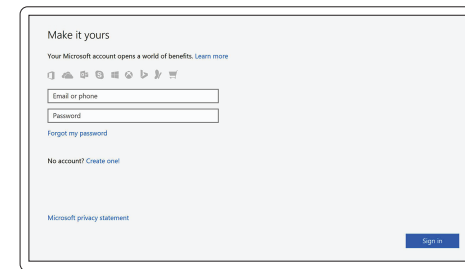 Make it yours
Your Microsoft account opens a world of benefits. Learn more
Email or phone
Password
Forgot my password
No account? Create one!
Microsoft privacy statement
Sign in